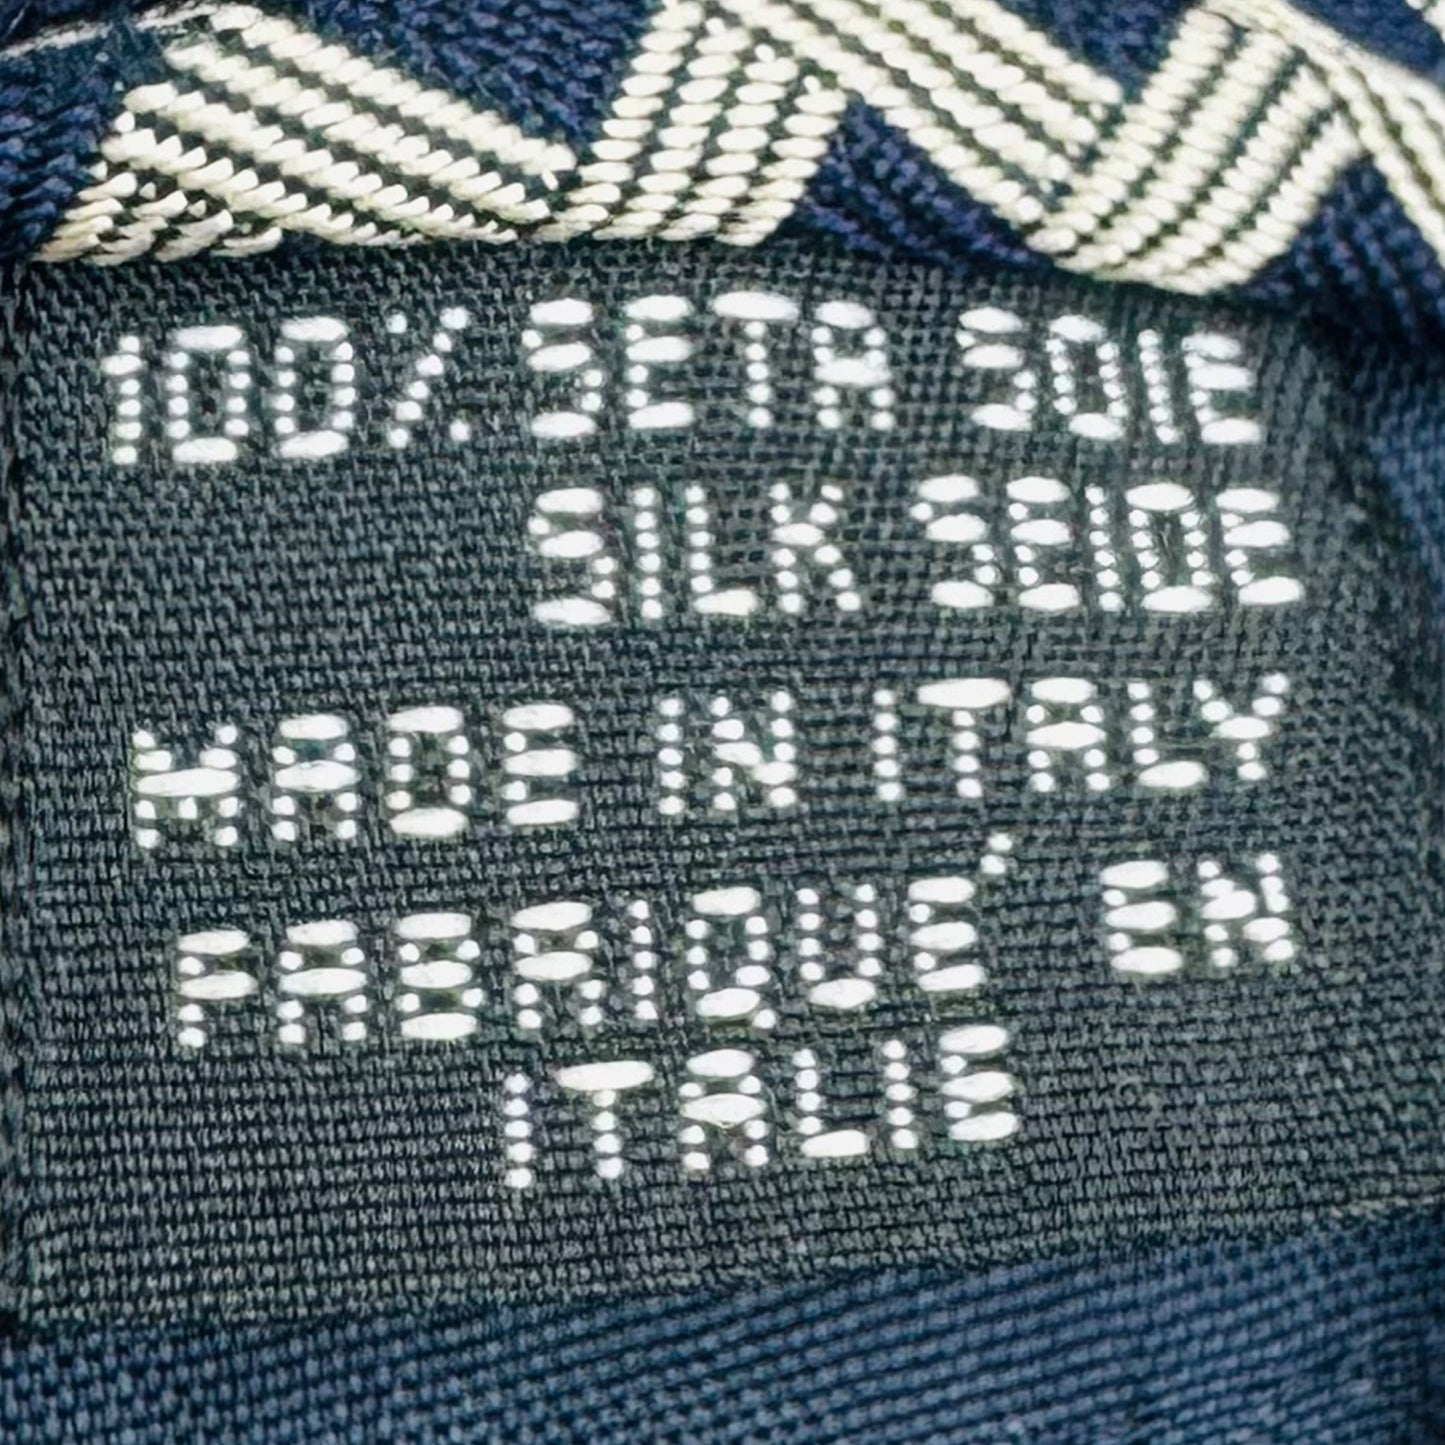 100% SETA SOIE
SILK SEIDE
MADE IN ITALY
FABRIQUÉ EN
ITALIE